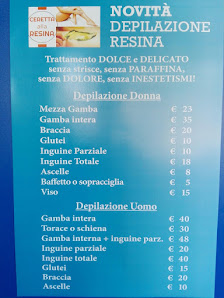 CERETTA
alla
RESINA
NOVITÀ
DEPILAZIONE
RESINA
Trattamento DOLCE e DELICATO
senza strisce, senza PARAFFINA,
senza DOLORE, senza INESTETISMI!
Depilazione Donna
Mezza Gamba € 23
Gamba intera € 35
Braccia € 20
Glutei € 10
Inguine Parziale € 10
Inguine Totale € 18
Ascelle € 8
Baffetto o sopracciglia € 5
Viso € 15
Depilazione Uomo
Gamba intera € 40
Torace o schiena € 30
Gamba interna + inguine parz. € 48
Inguine parziale € 20
Inguine totale € 40
Glutei € 15
Braccia € 20
Ascelle € 10